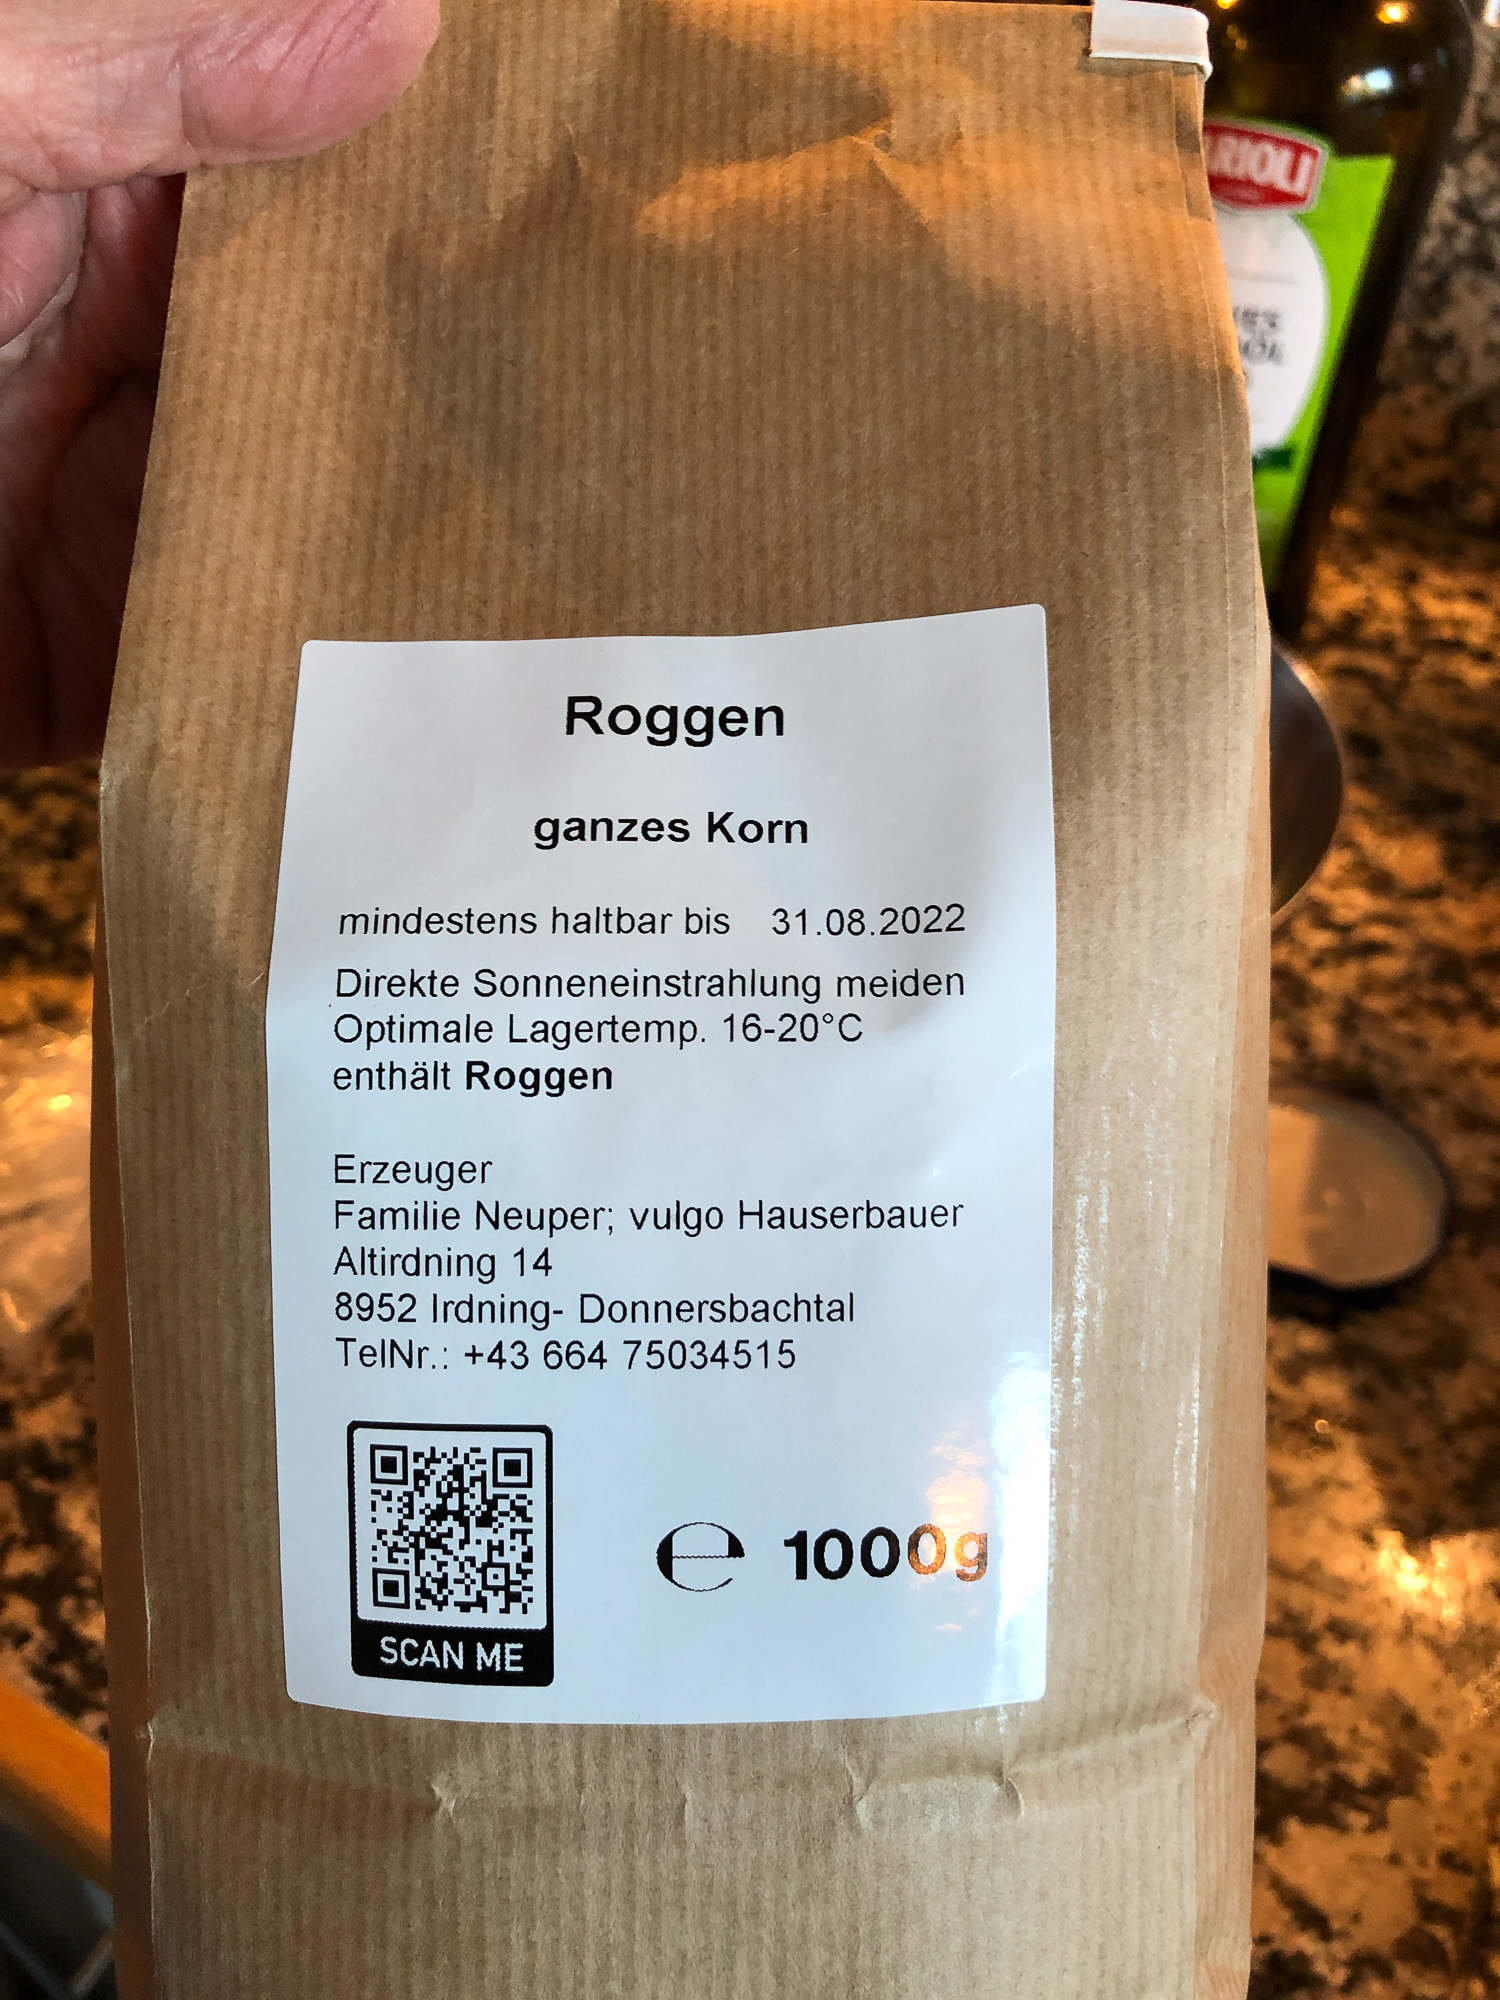 Roggen
ganzes Korn
mindestens haltbar bis 31.08.2022
Direkte Sonneneinstrahlung meiden
Optimale Lagertemp. 16-20°C
enthält Roggen
Erzeuger
Familie Neuper; vulgo Hauserbauer
Altirdning 14
8952 Irdning- Donnersbachtal
TelNr.: +43 664 75034515
SCAN ME
e 1000g